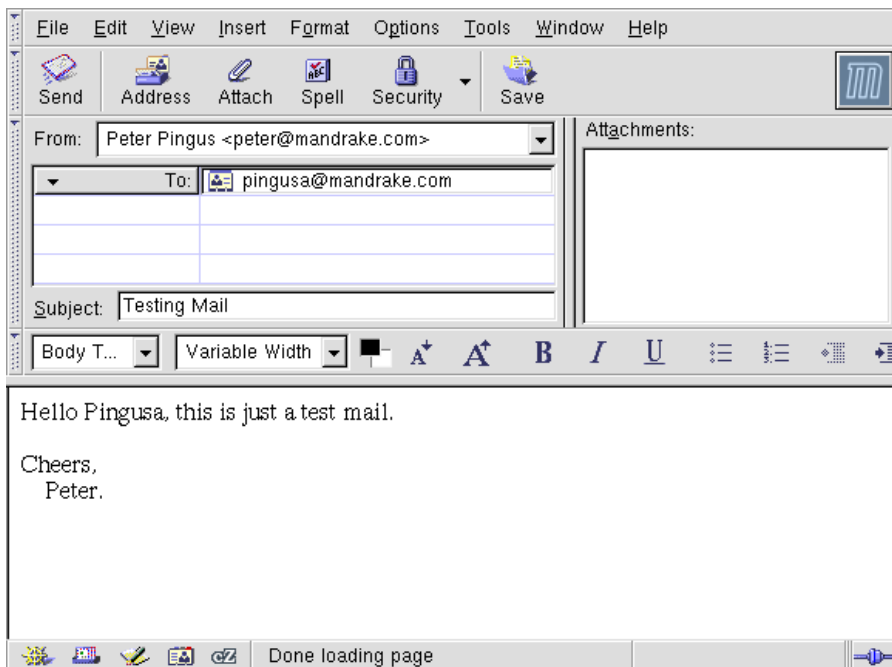 File Edit View Insert Format Options Tools Window Help
Send Address Attach Spell Security Save
From: Peter Pingus <peter@mandrake.com>
Attachments:
To: pingusa@mandrake.com
Subject: Testing Mail
Body T... Variable Width A A B I U
Hello Pingusa, this is just a test mail.
Cheers,
Peter.
Done loading page